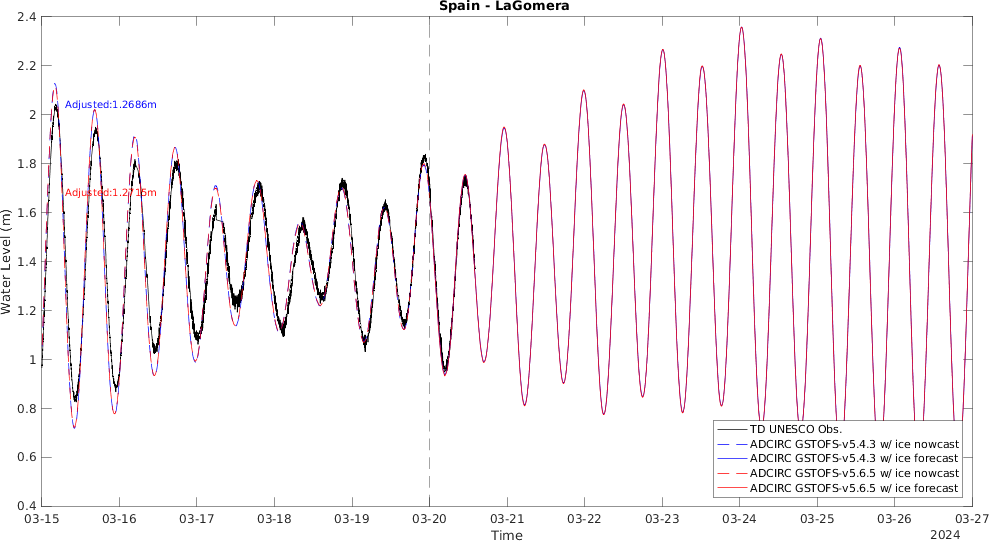 Spain - LaGomera
2.4
2.2
2
1.8
1.6
1.4
1.2
1
0.8
0.6
0.4
Water Level (m)
Adjusted:1.2686m
Adjusted:1.2715m
TD UNESCO Obs.
ADCIRC GSTOFS-v5.4.3 w/ ice nowcast
ADCIRC GSTOFS-v5.4.3 w/ ice forecast
ADCIRC GSTOFS-v5.6.5 w/ ice nowcast
ADCIRC GSTOFS-v5.6.5 w/ ice forecast
03-15 03-16 03-17 03-18 03-19 03-20 03-21 03-22 03-23 03-24 03-25 03-26 03-27
Time
2024